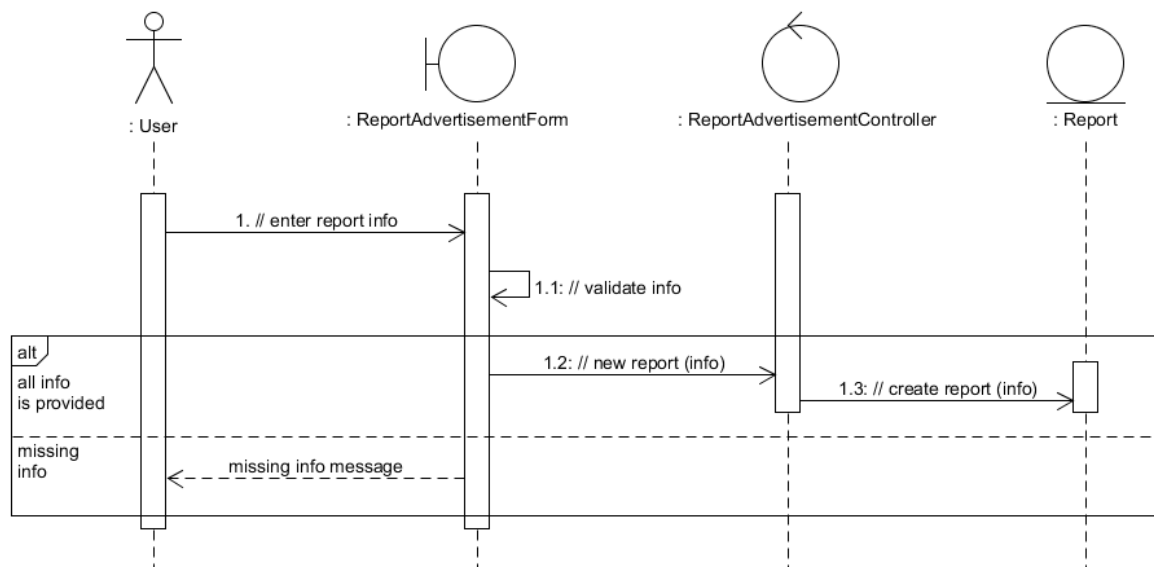 : User
: ReportAdvertisementForm
: ReportAdvertisementController
: Report
1. // enter report info
1.1: // validate info
alt
all info
is provided
1.2: // new report (info)
1.3: // create report (info)
missing
info
missing info message